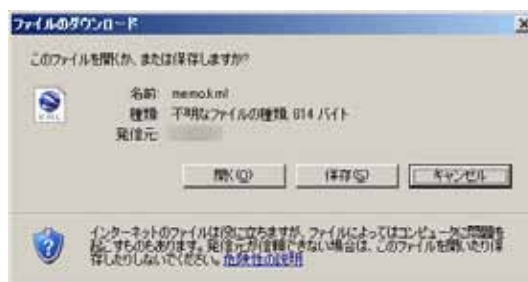 ファイルのダウンロード
このファイルを開くか、または保存しますか?
名前: memo.kml
種類: 不明なファイルの種類, 814 バイト
発信元:
開く(O)
保存(S)
キャンセル
インターネットのファイルは役に立ちますが、ファイルによってはコンピュータに問題を
起こすものもあります。発信元が信頼できない場合は、このファイルを開いたり保
存したりしないでください。危険性の説明